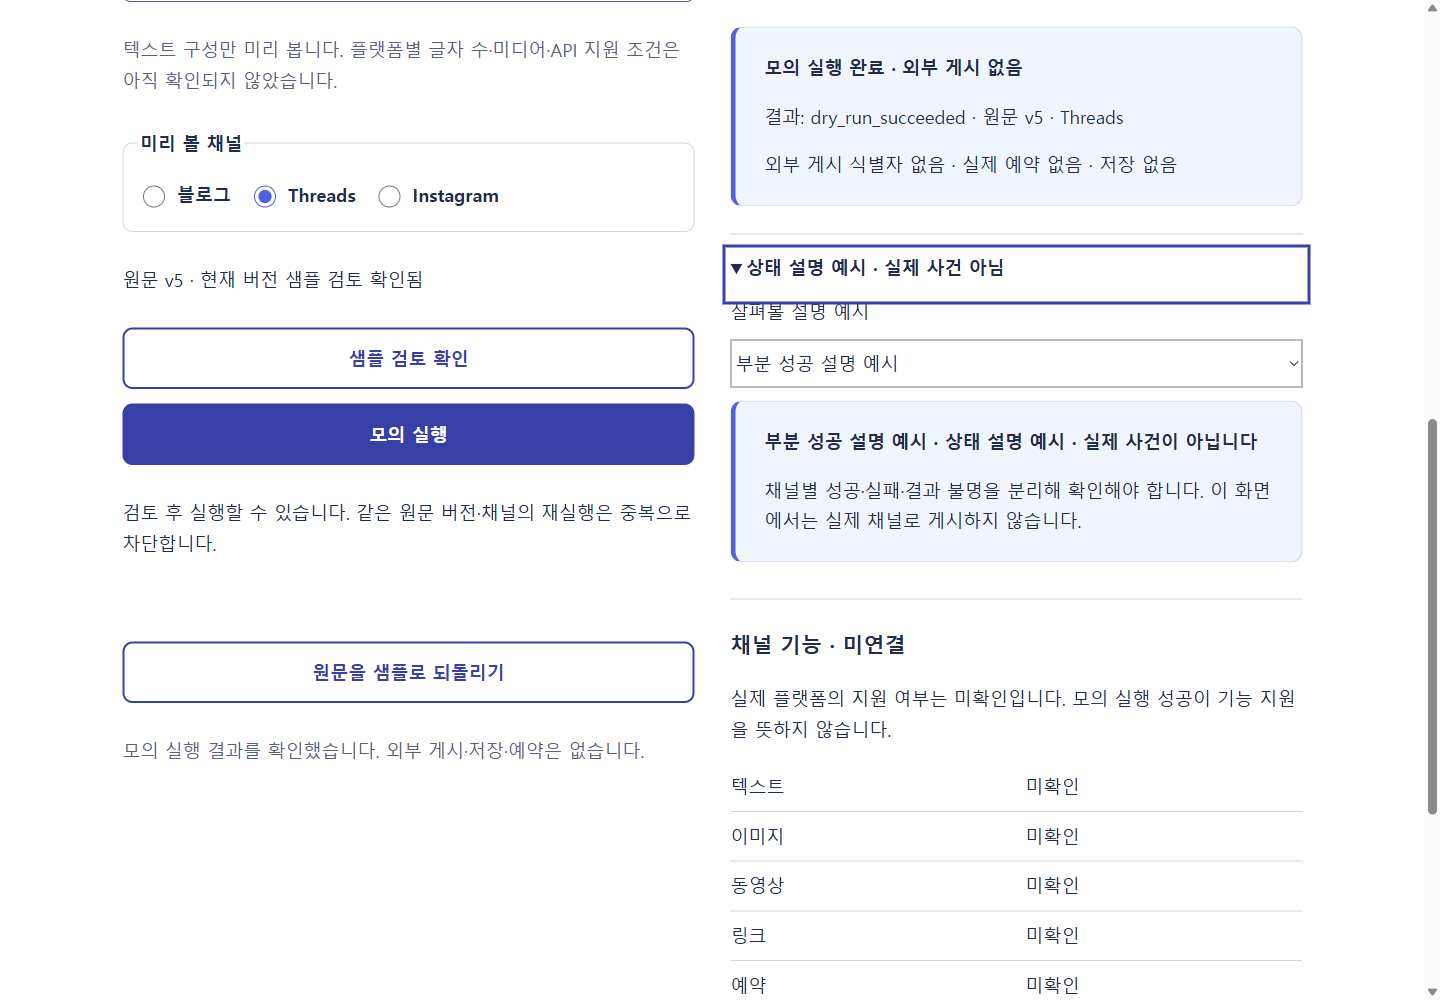 텍스트 구성만 미리 봅니다. 플랫폼별 글자 수·미디어·API 지원 조건은
아직 확인되지 않았습니다.
미리 볼 채널
블로그 Threads Instagram
원문 v5 · 현재 버전 샘플 검토 확인됨
샘플 검토 확인
모의 실행
검토 후 실행할 수 있습니다. 같은 원문 버전·채널의 재실행은 중복으로
차단합니다.
원문을 샘플로 되돌리기
모의 실행 결과를 확인했습니다. 외부 게시·저장·예약은 없습니다.
모의 실행 완료 · 외부 게시 없음
결과: dry_run_succeeded · 원문 v5 · Threads
외부 게시 식별자 없음 · 실제 예약 없음 · 저장 없음
▼상태 설명 예시 · 실제 사건 아님
살펴볼 설명 예시
부분 성공 설명 예시
부분 성공 설명 예시 · 상태 설명 예시 · 실제 사건이 아닙니다
채널별 성공·실패·결과 불명을 분리해 확인해야 합니다. 이 화면
에서는 실제 채널로 게시하지 않습니다.
채널 기능 · 미연결
실제 플랫폼의 지원 여부는 미확인입니다. 모의 실행 성공이 기능 지원
을 뜻하지 않습니다.
텍스트 미확인
이미지 미확인
동영상 미확인
링크 미확인
예약 미확인